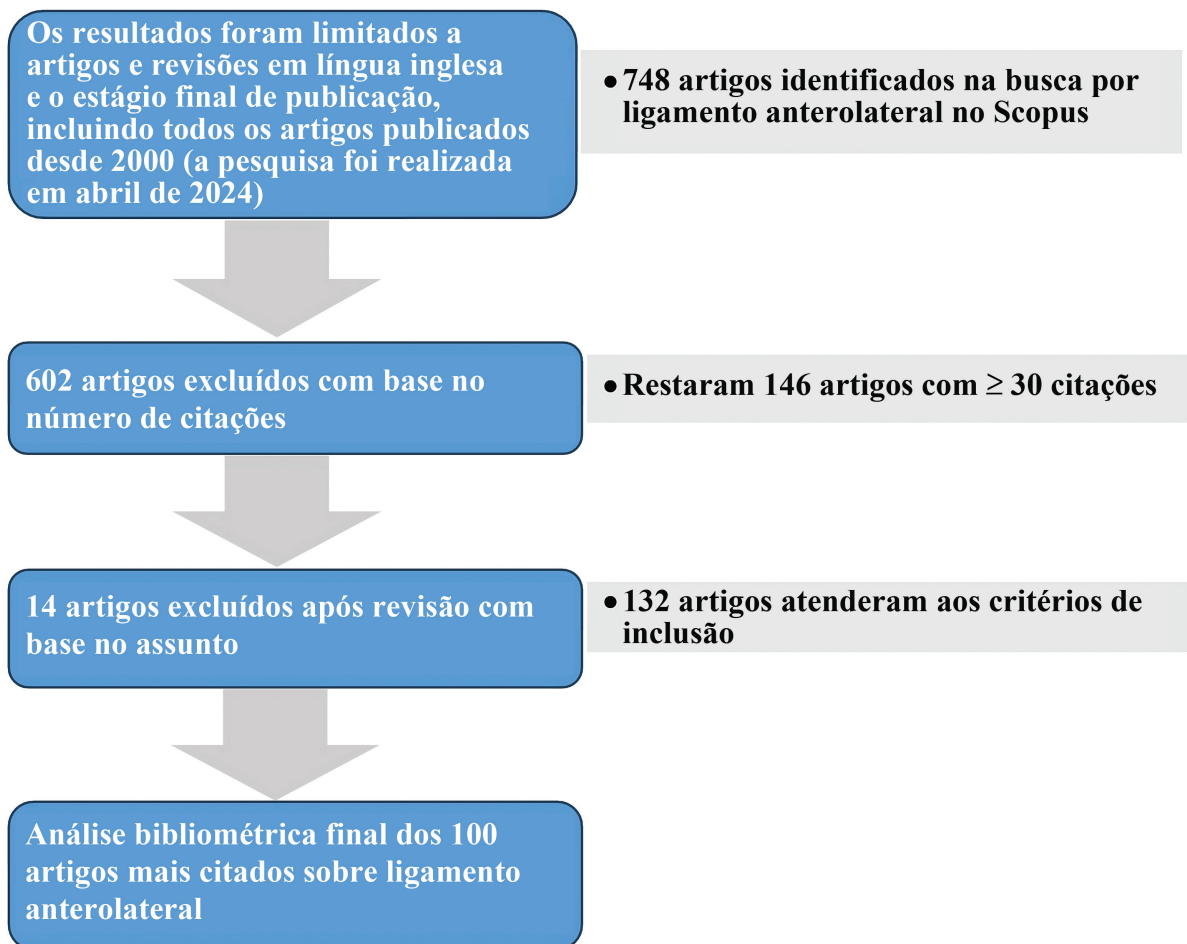 Os resultados foram limitados a
artigos e revisões em língua inglesa
e o estágio final de publicação,
incluindo todos os artigos publicados
desde 2000 (a pesquisa foi realizada
em abril de 2024)
• 748 artigos identificados na busca por
ligamento anterolateral no Scopus
602 artigos excluídos com base no
número de citações
• Restaram 146 artigos com ≥ 30 citações
14 artigos excluídos após revisão com
base no assunto
• 132 artigos atenderam aos critérios de
inclusão
Análise bibliométrica final dos 100
artigos mais citados sobre ligamento
anterolateral